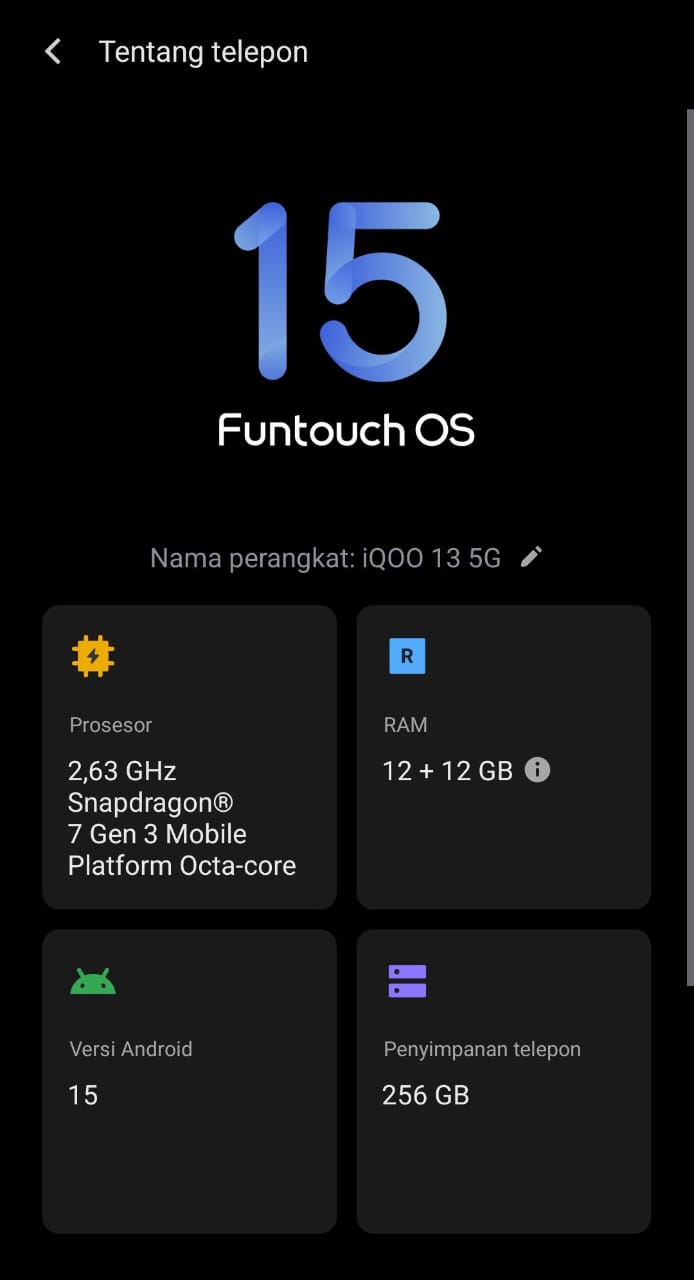 Tentang telepon
15
Funtouch OS
Nama perangkat: iQOO 13 5G
Prosesor
2,63 GHz
Snapdragon®
7 Gen 3 Mobile
Platform Octa-core
R
RAM
12 + 12 GB
Versi Android
15
Penyimpanan telepon
256 GB